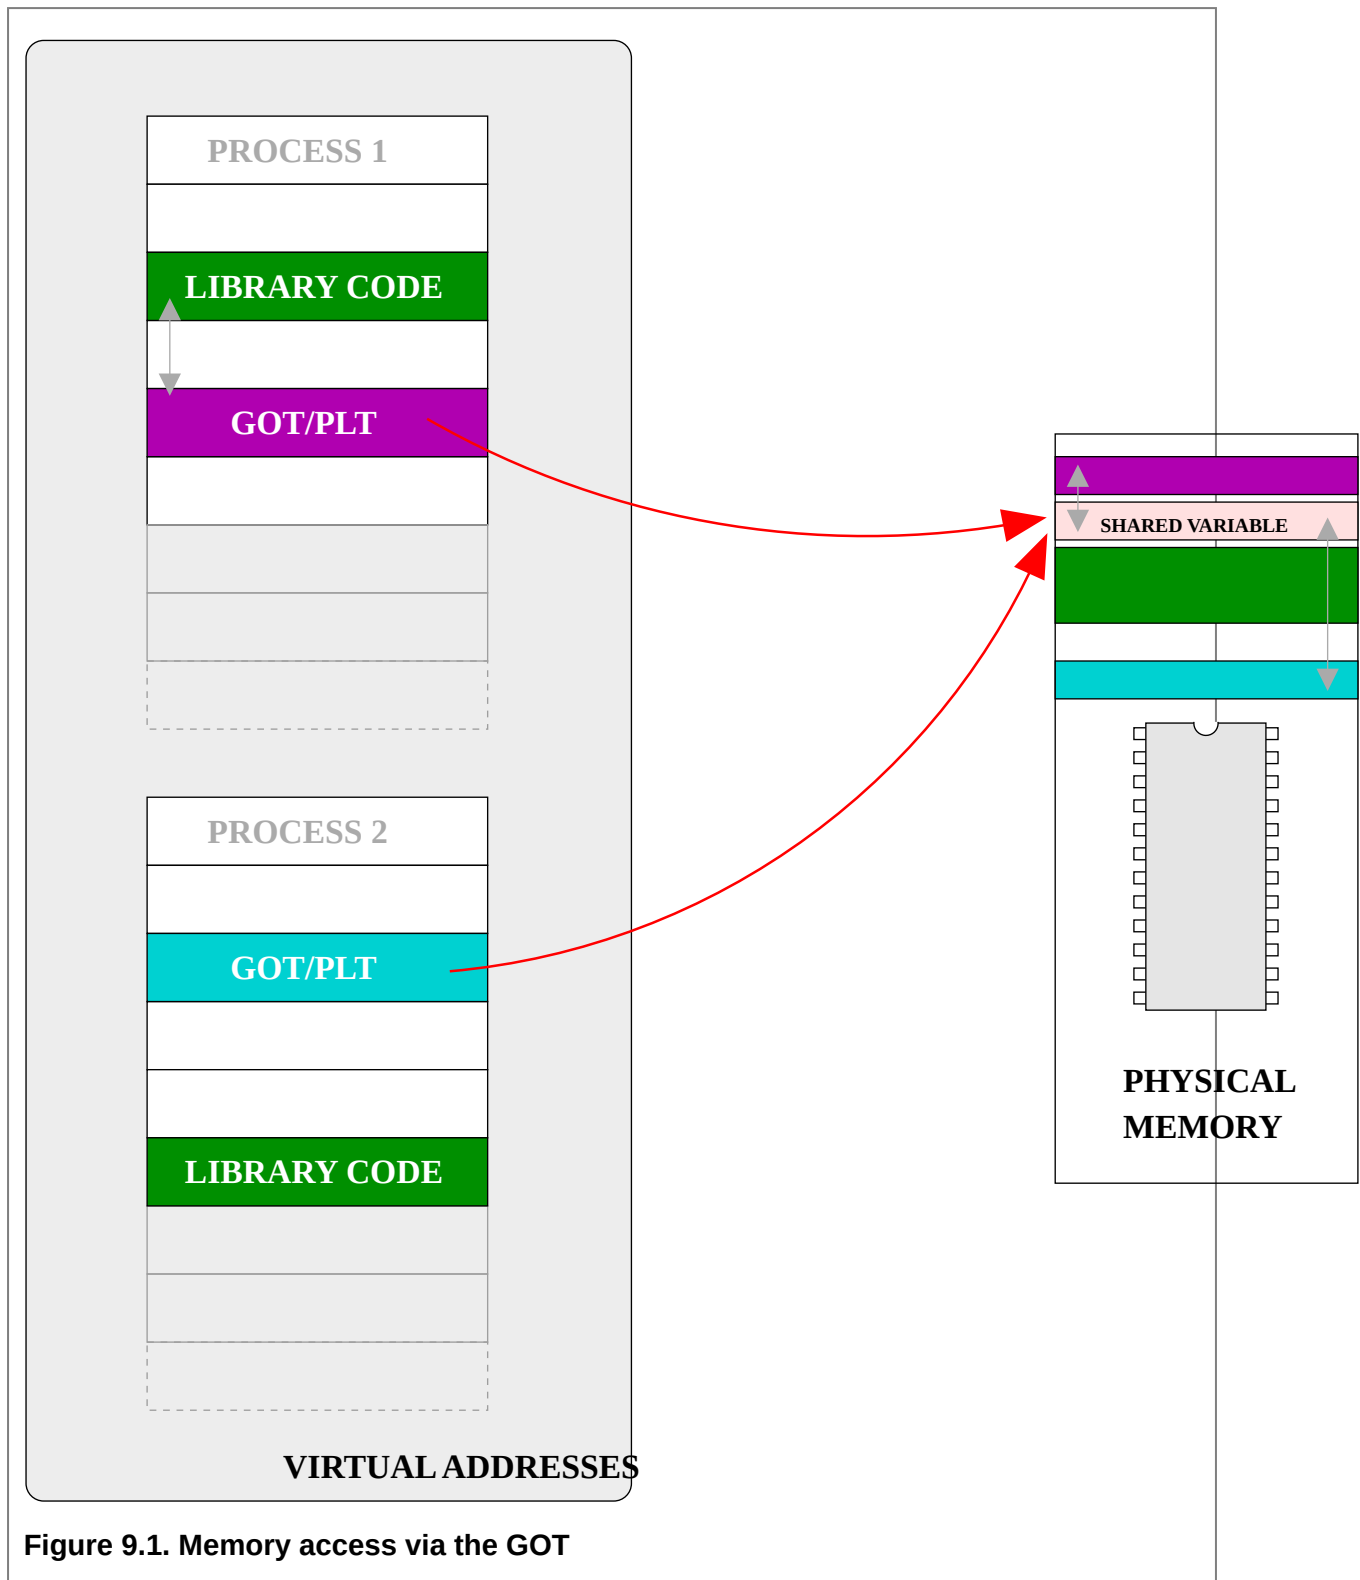 PROCESS 1
LIBRARY CODE
GOT/PLT
SHARED VARIABLE
PROCESS 2
GOT/PLT
LIBRARY CODE
PHYSICAL
MEMORY
VIRTUAL ADDRESSES
Figure 9.1. Memory access via the GOT